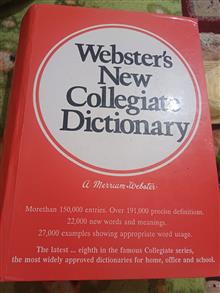 Webster's
New
Collegiate
Dictionary
A Merriam-Webster
Morethan 150,000 entries. Over 191,000 precise definitions.
22,000 new words and meanings.
27,000 examples showing appropriate word usage.
The latest ... eighth in the famous Collegiate series,
the most widely approved dictionaries for home, office and school.